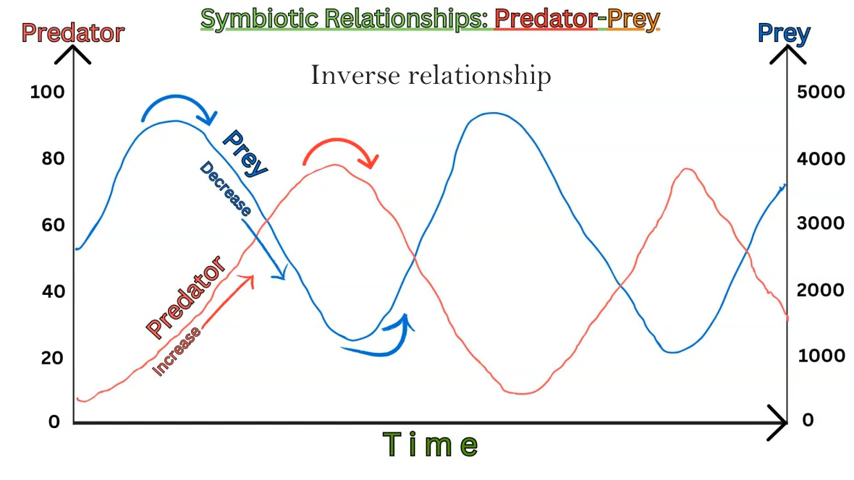 Symbiotic Relationships: Predator-Prey
Predator
Prey
Inverse relationship
100
80
60
40
20
0
5000
4000
3000
2000
1000
0
Prey
Decrease
Predator
Increase
Time